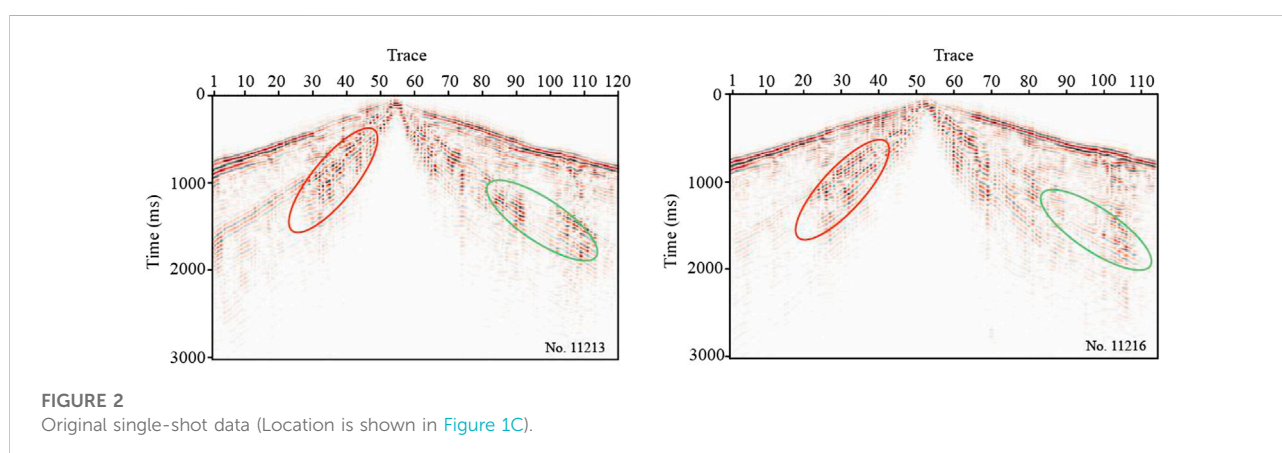 Trace
1 10 20 30 40 50 60 70 80 90 100 110 120
0
1000
2000
3000
Time (ms)
No. 11213
Trace
1 10 20 30 40 50 60 70 80 90 100 110
0
1000
2000
3000
Time (ms)
No. 11216
FIGURE 2
Original single-shot data (Location is shown in Figure 1C).